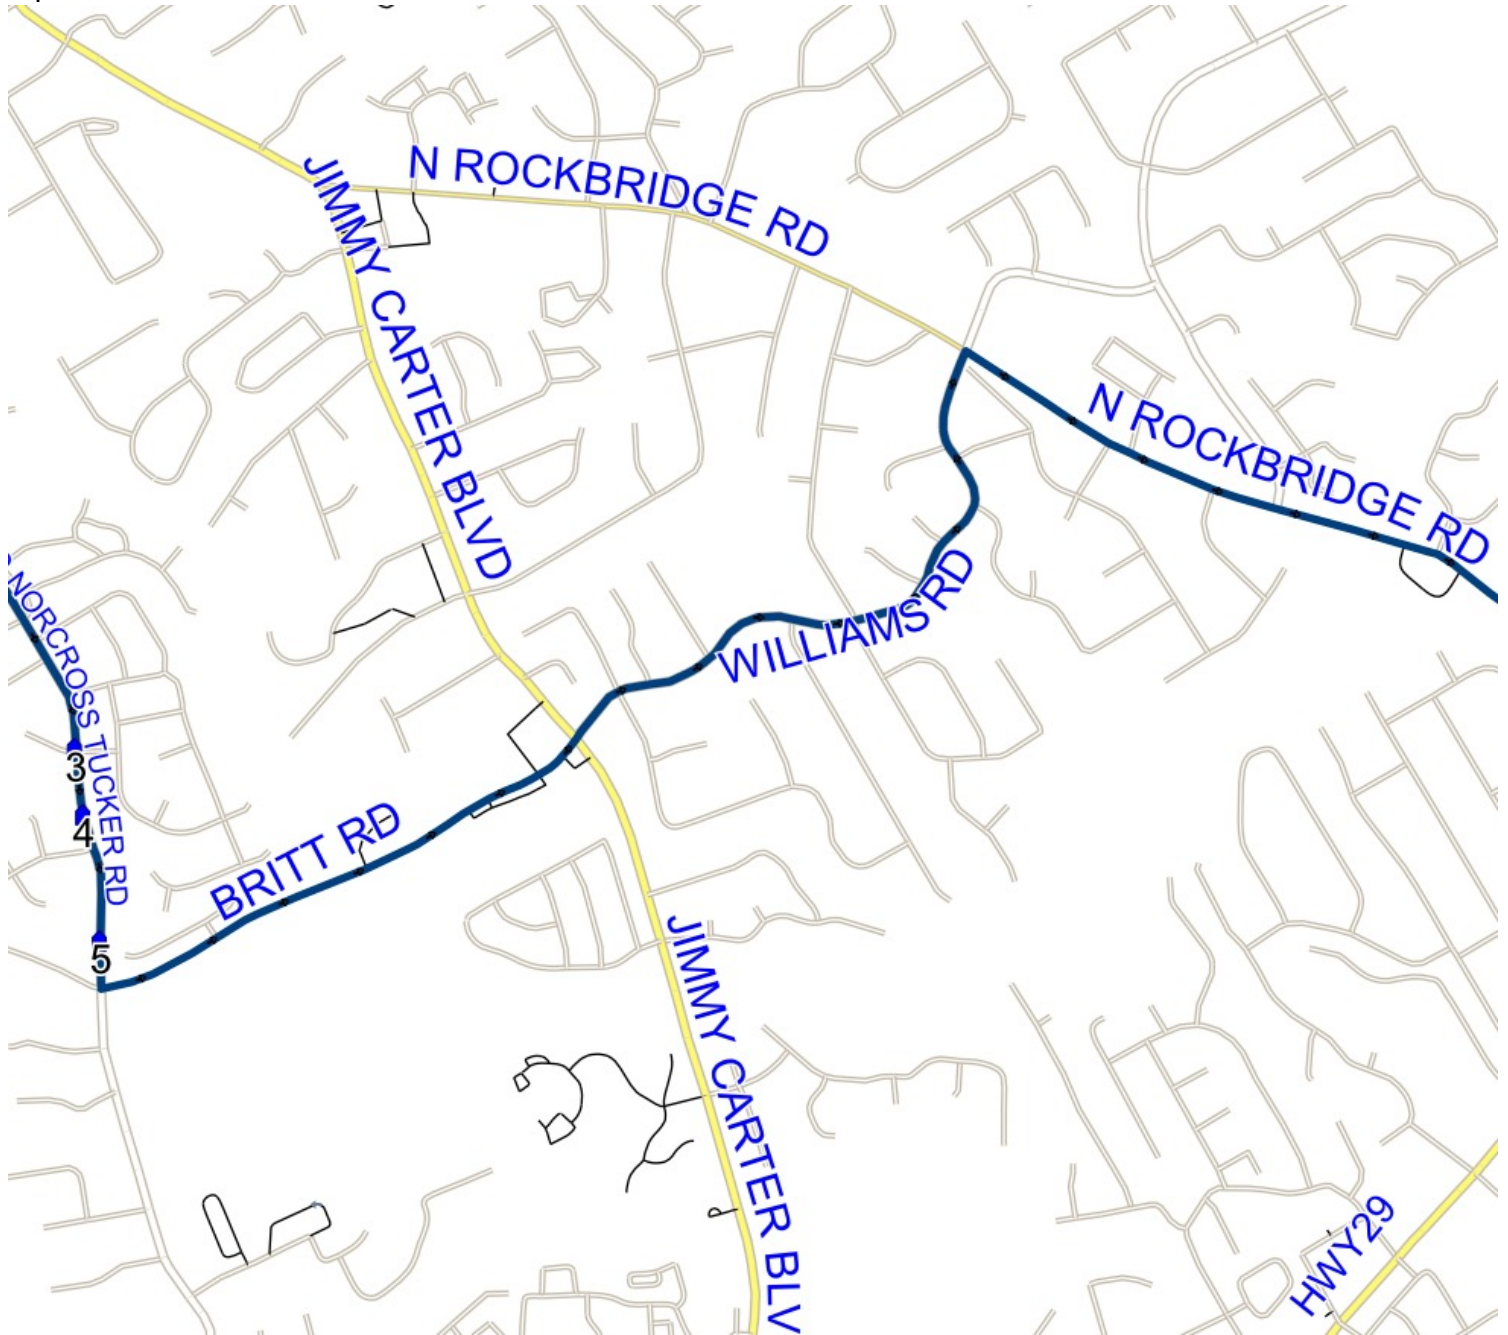 N ROCKBRIDGE RD
JIMMY CARTER BLVD
N ROCKBRIDGE RD
NORCROSS TUCKER RD
WILLIAMS RD
3
4
BRITT RD
5
JIMMY CARTER BLV
HWY29